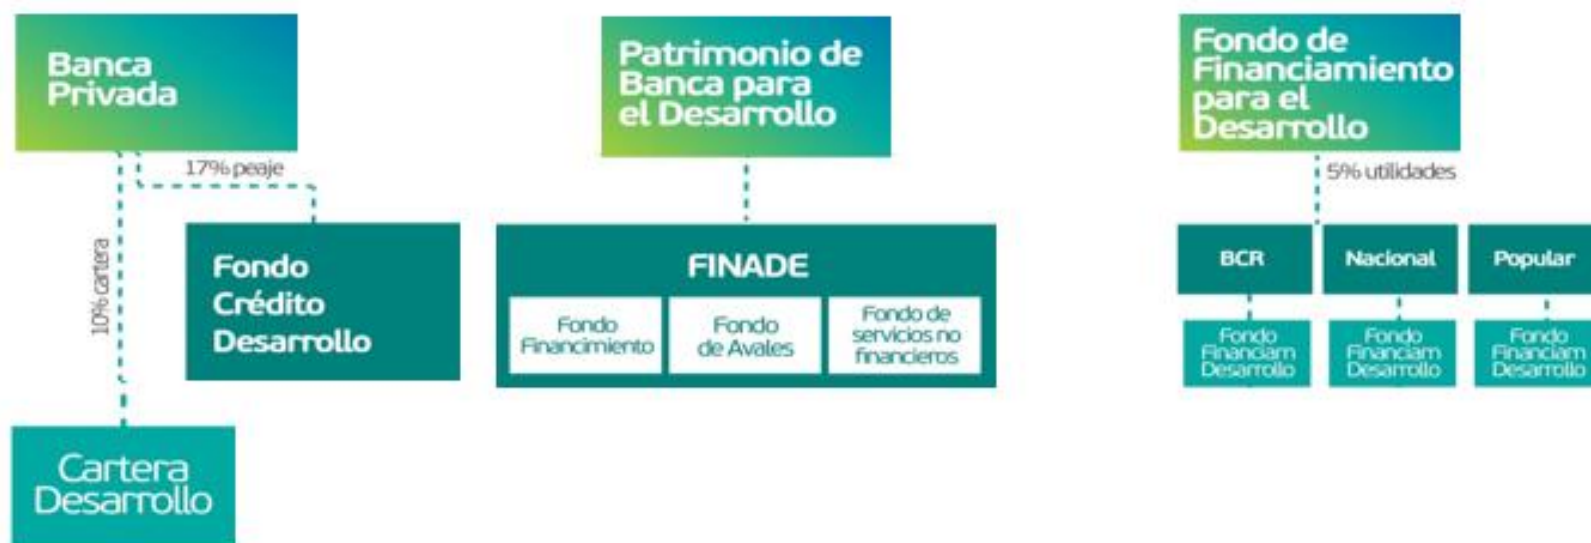 Banca
Privada
17% peaje
10% cartera
Fondo
Crédito
Desarrollo
Cartera
Desarrollo
Patrimonio de
Banca para
el Desarrollo
FINADE
Fondo
Financimiento
Fondo
de Avales
Fondo de
servicios no
financieros
Fondo de
Financiamiento
para el
Desarrollo
5% utilidades
BCR
Nacional
Popular
Fondo
Financiam
Desarrollo
Fondo
Financiam
Desarrollo
Fondo
Financiam
Desarrollo